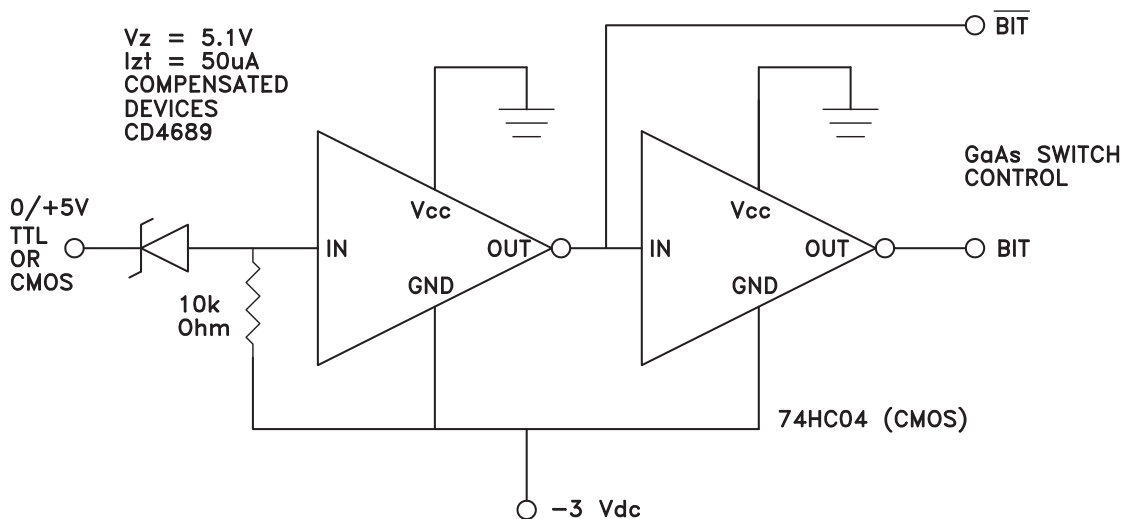 Vz = 5.1V
Izt = 50uA
COMPENSATED
DEVICES
CD4689
BIT
GaAs SWITCH
CONTROL
0/+5V
TTL
OR
CMOS
Vcc
IN
OUT
GND
Vcc
IN
OUT
GND
BIT
10k
Ohm
74HC04 (CMOS)
-3 Vdc